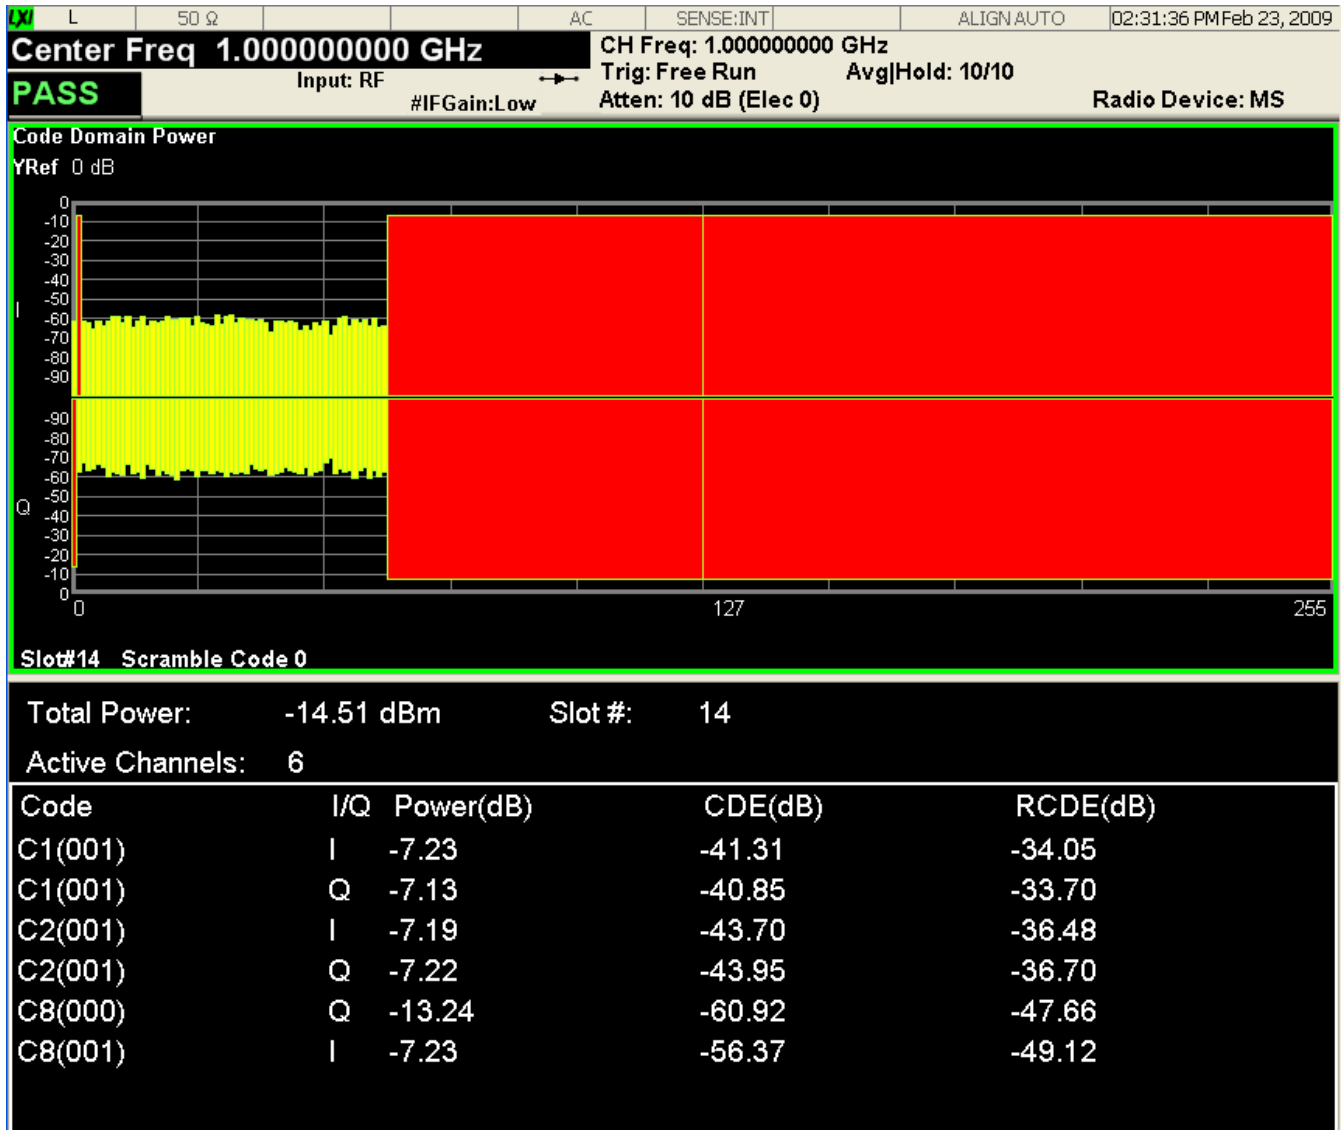 LXI L 50 Ω AC SENSE:INT ALIGN AUTO 02:31:36 PM Feb 23, 2009
Center Freq 1.000000000 GHz
CH Freq: 1.000000000 GHz
Input: RF
Trig: Free Run Avg|Hold: 10/10
PASS
#IFGain:Low
Atten: 10 dB (Elec 0)
Radio Device: MS
Code Domain Power
YRef 0 dB
0
-10
-20
-30
-40
-50
I
-60
-70
-80
-90
-90
-80
-70
-60
-50
Q
-40
-30
-20
-10
0
0 127 255
Slot#14 Scramble Code 0
Total Power: -14.51 dBm Slot #: 14
Active Channels: 6
Code I/Q Power(dB) CDE(dB) RCDE(dB)
C1(001) I -7.23 -41.31 -34.05
C1(001) Q -7.13 -40.85 -33.70
C2(001) I -7.19 -43.70 -36.48
C2(001) Q -7.22 -43.95 -36.70
C8(000) Q -13.24 -60.92 -47.66
C8(001) I -7.23 -56.37 -49.12